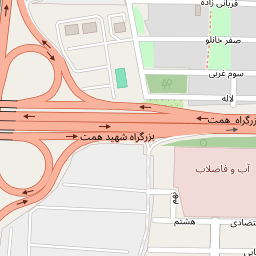 قربانی زاده
صفر خانلو
سوم غربی
لاله
بزرگراه همت
بزرگراه شهید همت
آب و فاضلاب
نهم
هشتم